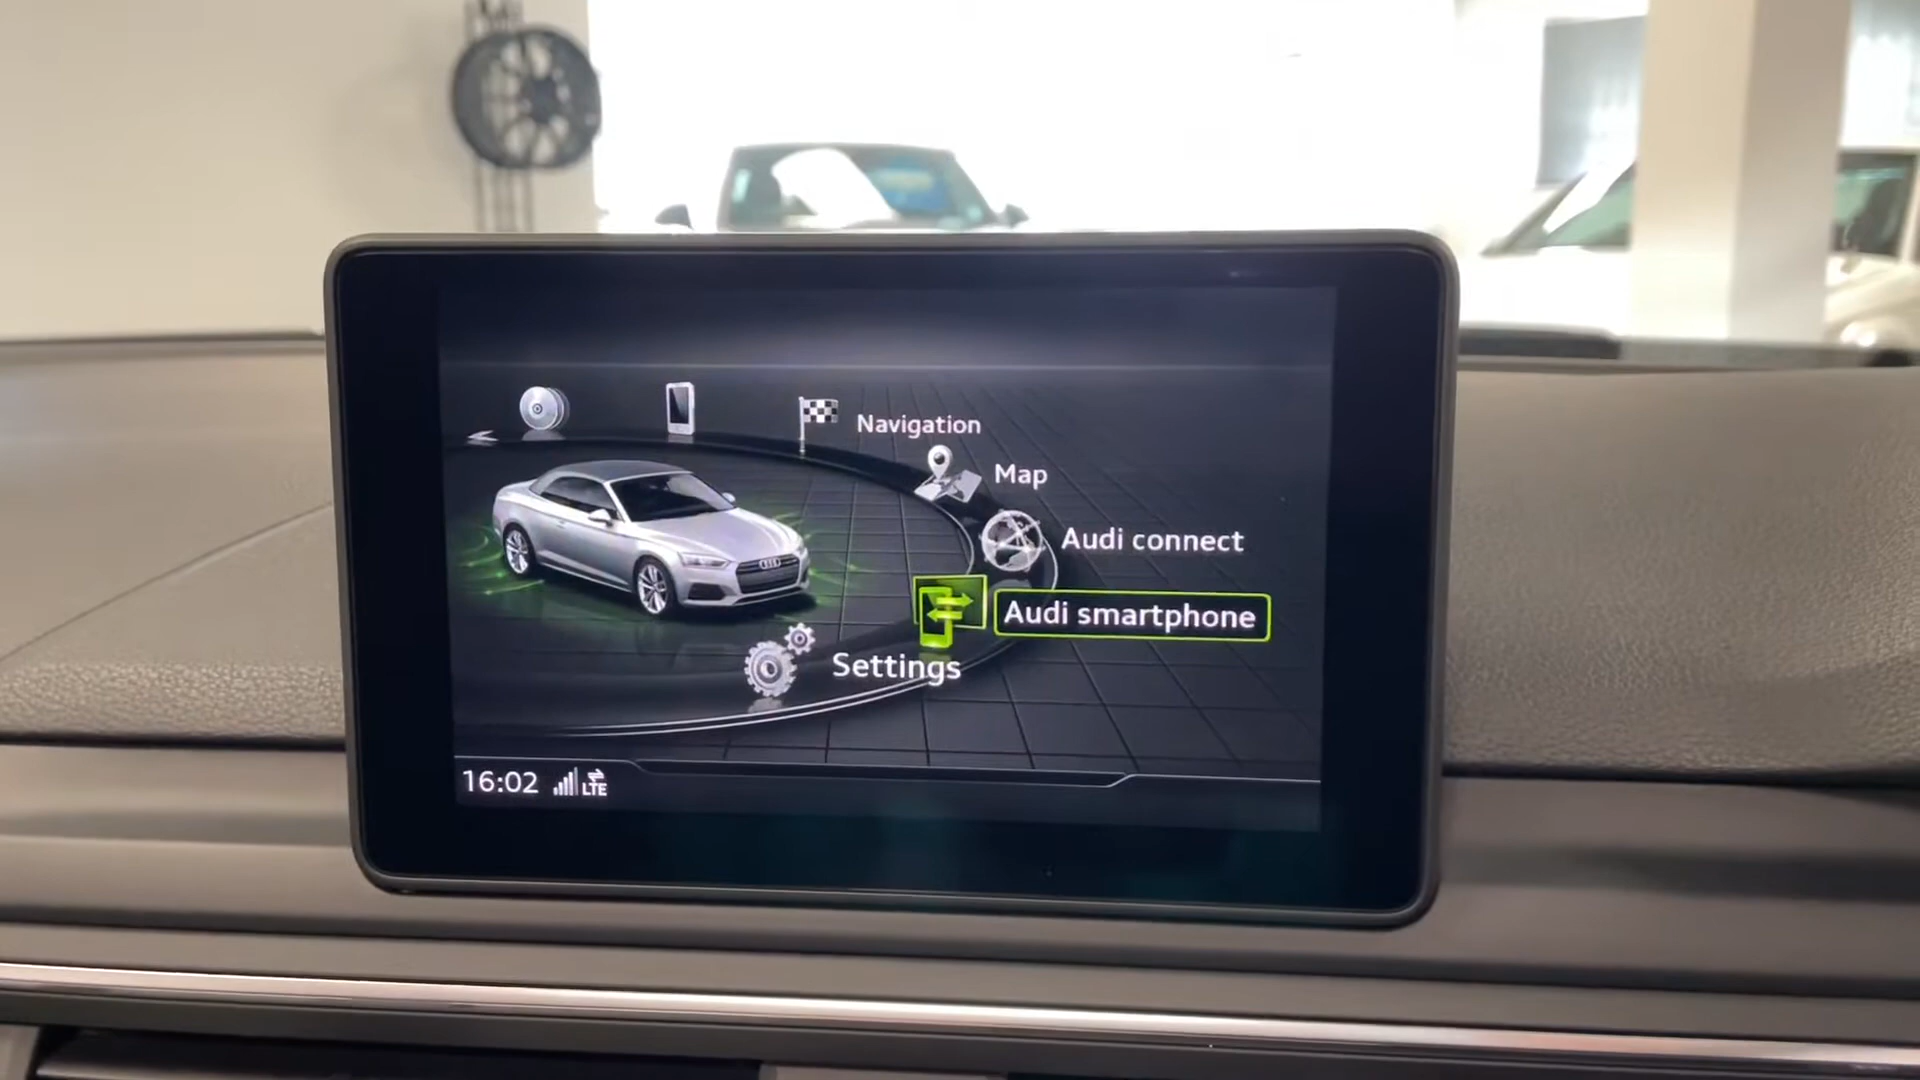 Navigation
Map
Audi connect
Audi smartphone
Settings
16:02 LTE